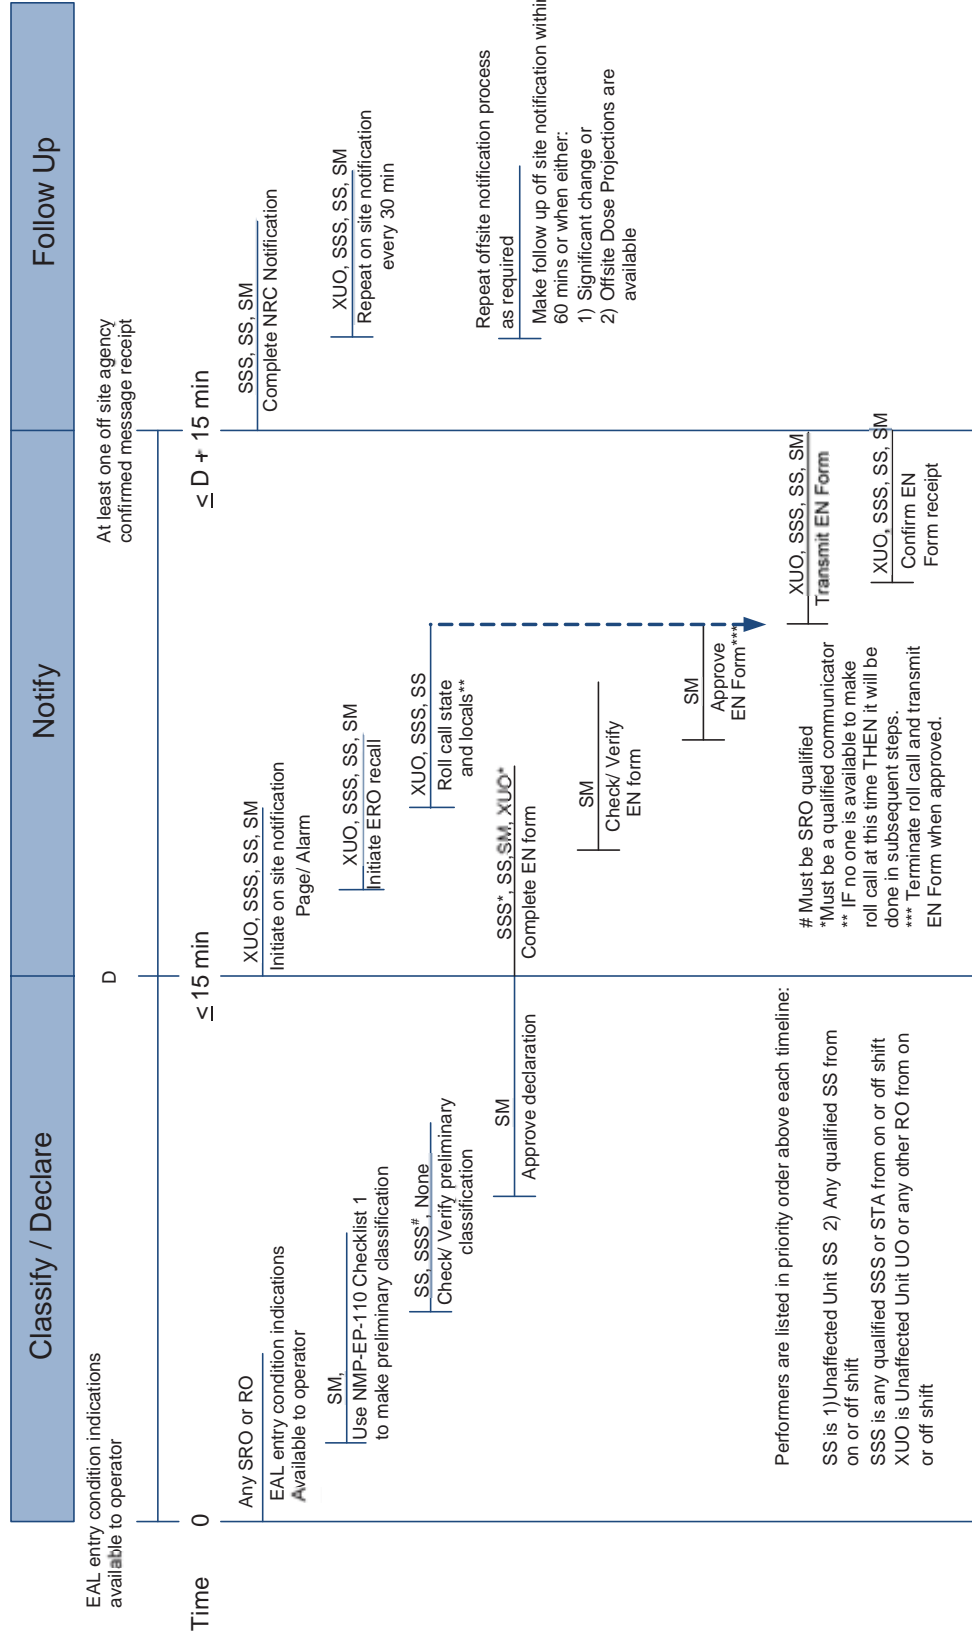 Classify / Declare
Notify
Follow Up
EAL entry condition indications
available to operator
D
At least one off site agency
confirmed message receipt
Time
0
≤ 15 min
≤ D + 15 min
Any SRO or RO
EAL entry condition indications
Available to operator
SM,
Use NMP-EP-110 Checklist 1
to make preliminary classification
SS, SSS#, None
Check/ Verify preliminary
classification
SM
Approve declaration
Performers are listed in priority order above each timeline:
SS is 1)Unaffected Unit SS 2) Any qualified SS from
on or off shift
SSS is any qualified SSS or STA from on or off shift
XUO is Unaffected Unit UO or any other RO from on
or off shift
XUO, SSS, SS, SM
Initiate on site notification
Page/ Alarm
XUO, SSS, SS, SM
Initiate ERO recall
XUO, SSS, SS
Roll call state
and locals**
SSS*, SS,SM, XUO*
Complete EN form
SM
Check/ Verify
EN form
SM
Approve
EN Form***
XUO, SSS, SS, SM
Transmit EN Form
XUO, SSS, SS, SM
Confirm EN
Form receipt
# Must be SRO qualified
*Must be a qualified communicator
** IF no one is available to make
roll call at this time THEN it will be
done in subsequent steps.
*** Terminate roll call and transmit
EN Form when approved.
SSS, SS, SM
Complete NRC Notification
XUO, SSS, SS, SM
Repeat on site notification
every 30 min
Repeat offsite notification process
as required
Make follow up off site notification within
60 mins or when either:
1) Significant change or
2) Offsite Dose Projections are
available